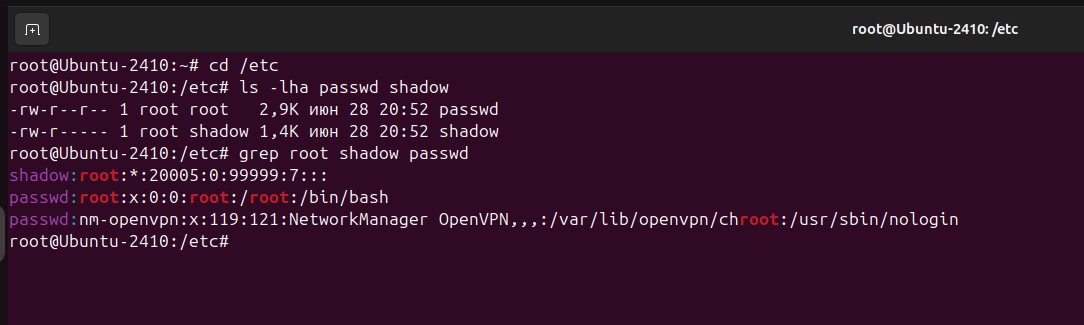 root@Ubuntu-2410: /etc
root@Ubuntu-2410:~# cd /etc
root@Ubuntu-2410:/etc# ls -lha passwd shadow
-rw-r--r-- 1 root root   2,9K июн 28 20:52 passwd
-rw-r----- 1 root shadow 1,4K июн 28 20:52 shadow
root@Ubuntu-2410:/etc# grep root shadow passwd
shadow:root:*:20005:0:99999:7:::
passwd:root:x:0:0:root:/root:/bin/bash
passwd:nm-openvpn:x:119:121:NetworkManager OpenVPN,,,:/var/lib/openvpn/chroot:/usr/sbin/nologin
root@Ubuntu-2410:/etc#